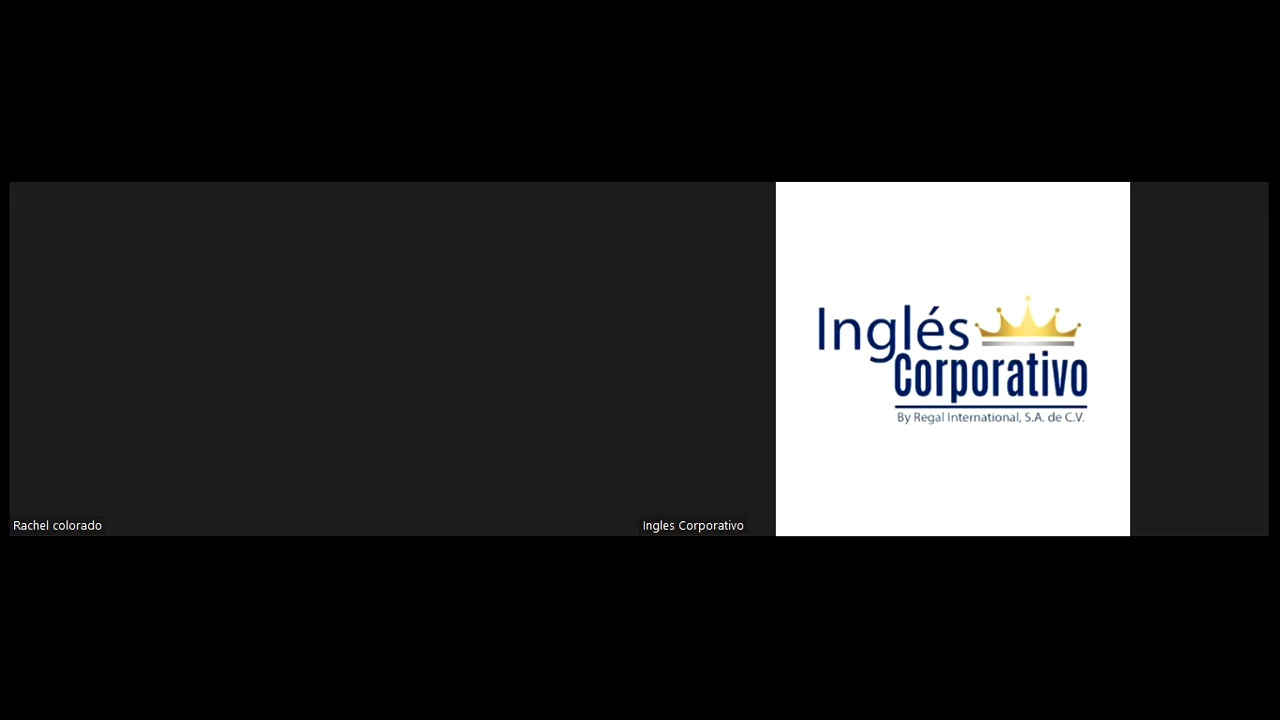 Inglés
Corporativo
By Regal International, S.A. de C.V.
Rachel colorado
Ingles Corporativo